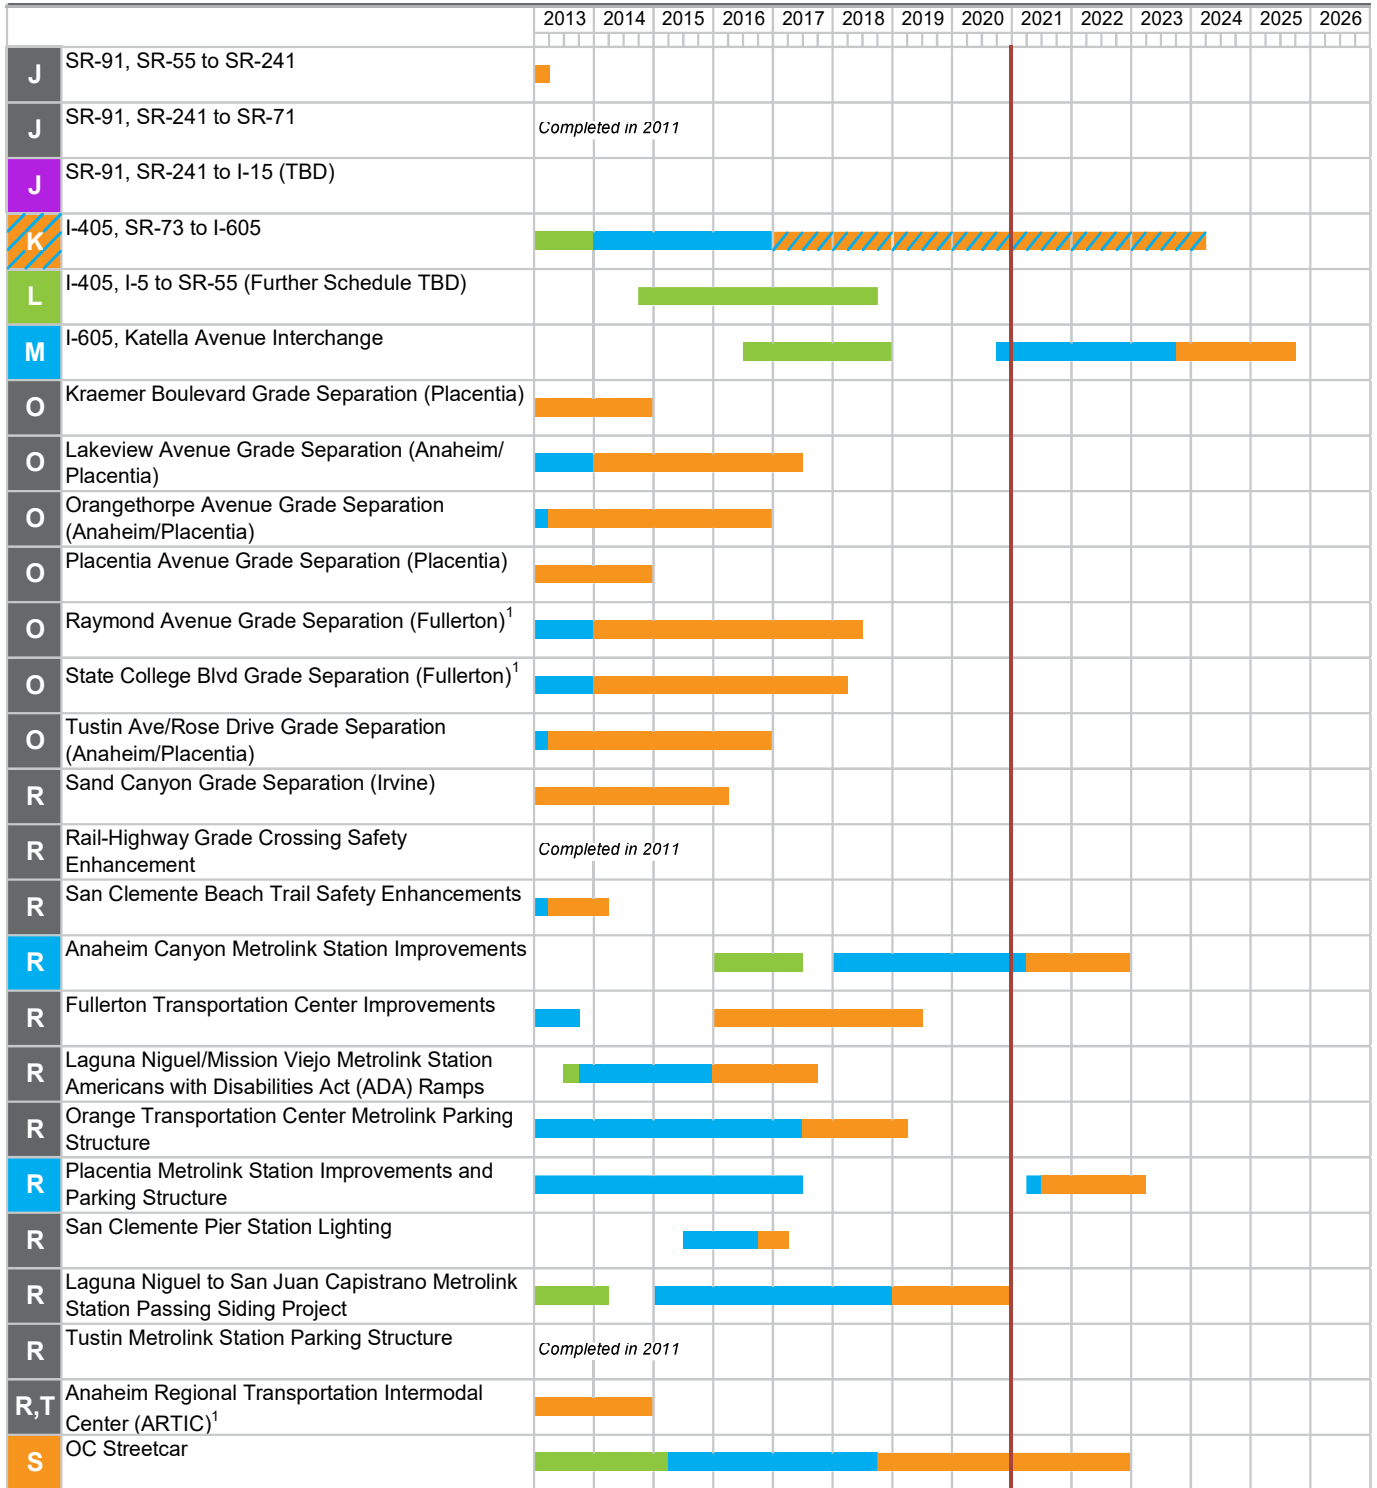 2013 2014 2015 2016 2017 2018 2019 2020 2021 2022 2023 2024 2025 2026
J SR-91, SR-55 to SR-241
J SR-91, SR-241 to SR-71
Completed in 2011
J SR-91, SR-241 to I-15 (TBD)
K I-405, SR-73 to I-605
L I-405, I-5 to SR-55 (Further Schedule TBD)
M I-605, Katella Avenue Interchange
O Kraemer Boulevard Grade Separation (Placentia)
O Lakeview Avenue Grade Separation (Anaheim/
Placentia)
O Orangethorpe Avenue Grade Separation
(Anaheim/Placentia)
O Placentia Avenue Grade Separation (Placentia)
O Raymond Avenue Grade Separation (Fullerton)1
O State College Blvd Grade Separation (Fullerton)1
O Tustin Ave/Rose Drive Grade Separation
(Anaheim/Placentia)
R Sand Canyon Grade Separation (Irvine)
R Rail-Highway Grade Crossing Safety
Enhancement
Completed in 2011
R San Clemente Beach Trail Safety Enhancements
R Anaheim Canyon Metrolink Station Improvements
R Fullerton Transportation Center Improvements
R Laguna Niguel/Mission Viejo Metrolink Station
Americans with Disabilities Act (ADA) Ramps
R Orange Transportation Center Metrolink Parking
Structure
R Placentia Metrolink Station Improvements and
Parking Structure
R San Clemente Pier Station Lighting
R Laguna Niguel to San Juan Capistrano Metrolink
Station Passing Siding Project
R Tustin Metrolink Station Parking Structure
Completed in 2011
R,T Anaheim Regional Transportation Intermodal
Center (ARTIC)1
S OC Streetcar